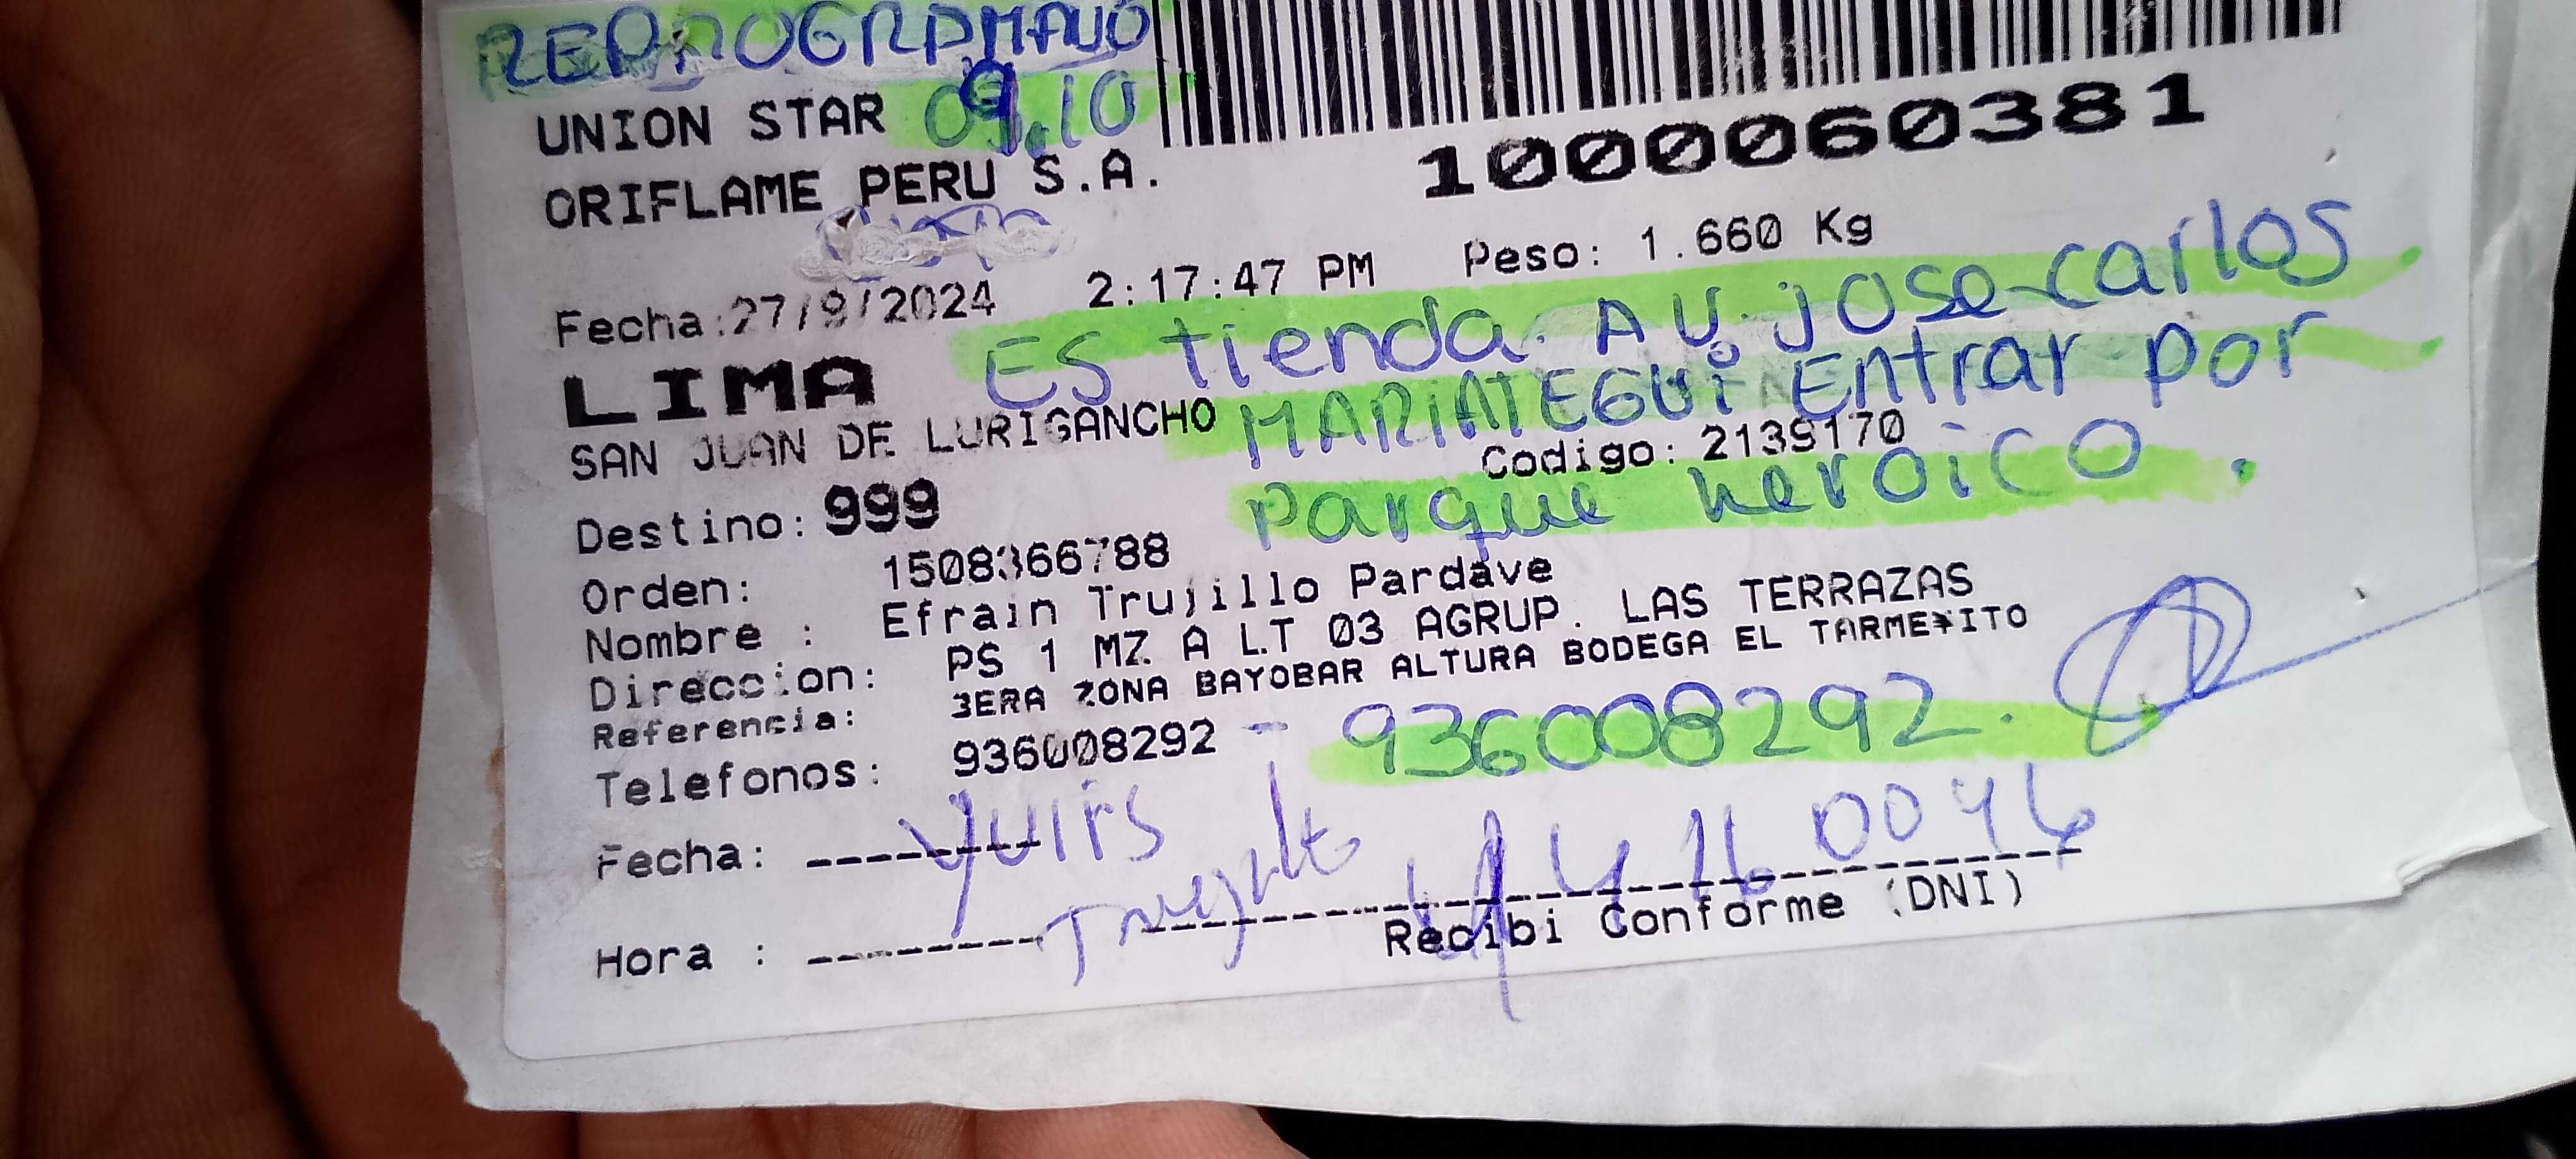 REPROGRAMADO
UNION STAR 09.10
ORIFLAME PERU S.A.
1000060381
Fecha:27/9/2024 2:17:47 PM Peso: 1.660 Kg
LIMA
ES tienda. AV. jose carlos
MARIATEGUI Entrar por
parque heroico.
SAN JUAN DE LURIGANCHO
Codigo: 2139170
Destino: 999
Orden: 1508366788
Nombre : Efrain Trujillo Pardave
Direccion: PS 1 MZ A LT 03 AGRUP. LAS TERRAZAS
Referencia: 3ERA ZONA BAYOBAR ALTURA BODEGA EL TARME¥ITO
Telefonos: 936008292 - 936008292.
Fecha:
Hora :
Recibi Conforme (DNI)